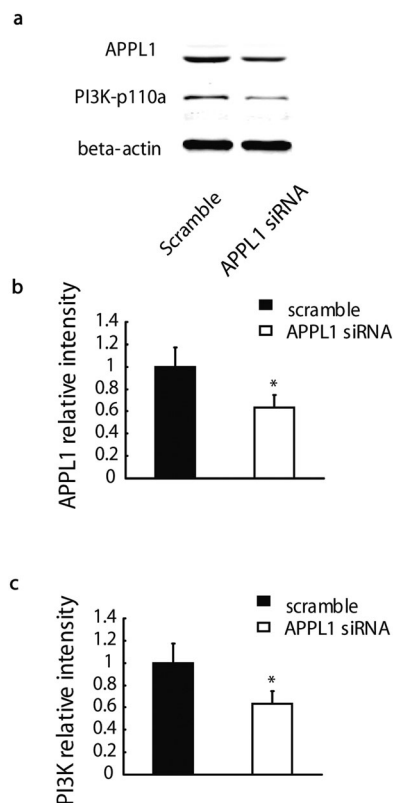 a
APPL1
PI3K-p110a
beta-actin
Scramble
APPL1 siRNA
b
scramble
APPL1 siRNA
APPL1 relative intensity
1.4
1.2
1
0.8
0.6
0.4
0.2
0
*
c
scramble
APPL1 siRNA
PI3K relative intensity
1.4
1.2
1
0.8
0.6
0.4
0.2
0
*